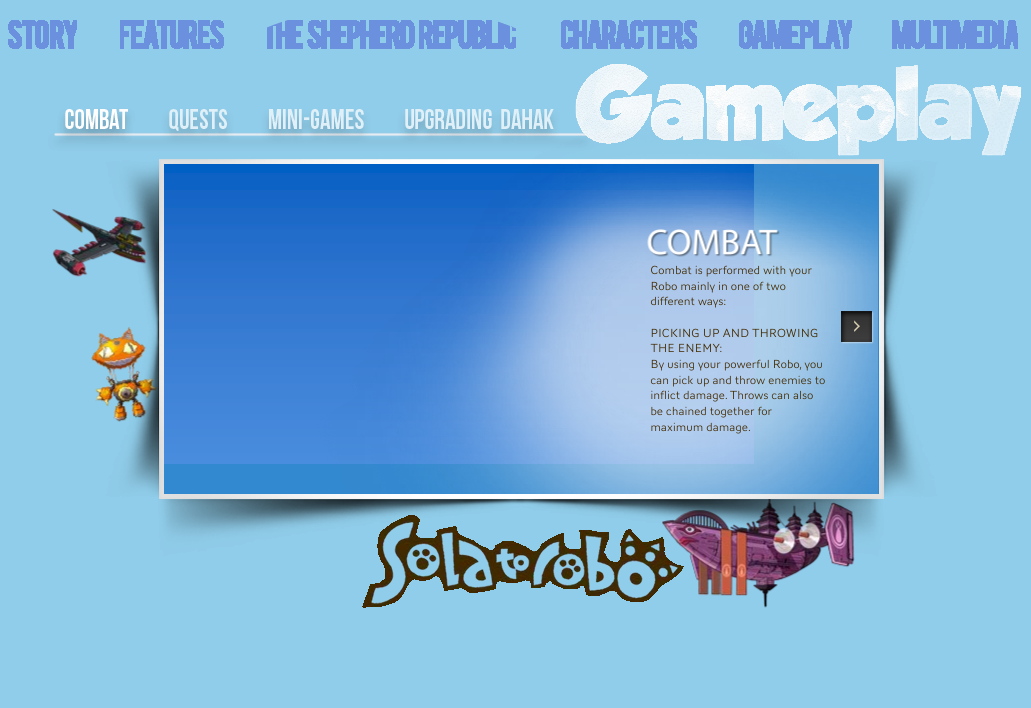 STORY FEATURES THE SHEPHERD REPUBLIC CHARACTERS GAMEPLAY MULTIMEDIA
Gameplay
COMBAT QUESTS MINI-GAMES UPGRADING DAHAK
COMBAT
Combat is performed with your
Robo mainly in one of two
different ways:
PICKING UP AND THROWING
THE ENEMY:
By using your powerful Robo, you
can pick up and throw enemies to
inflict damage. Throws can also
be chained together for
maximum damage.
Solatorobo